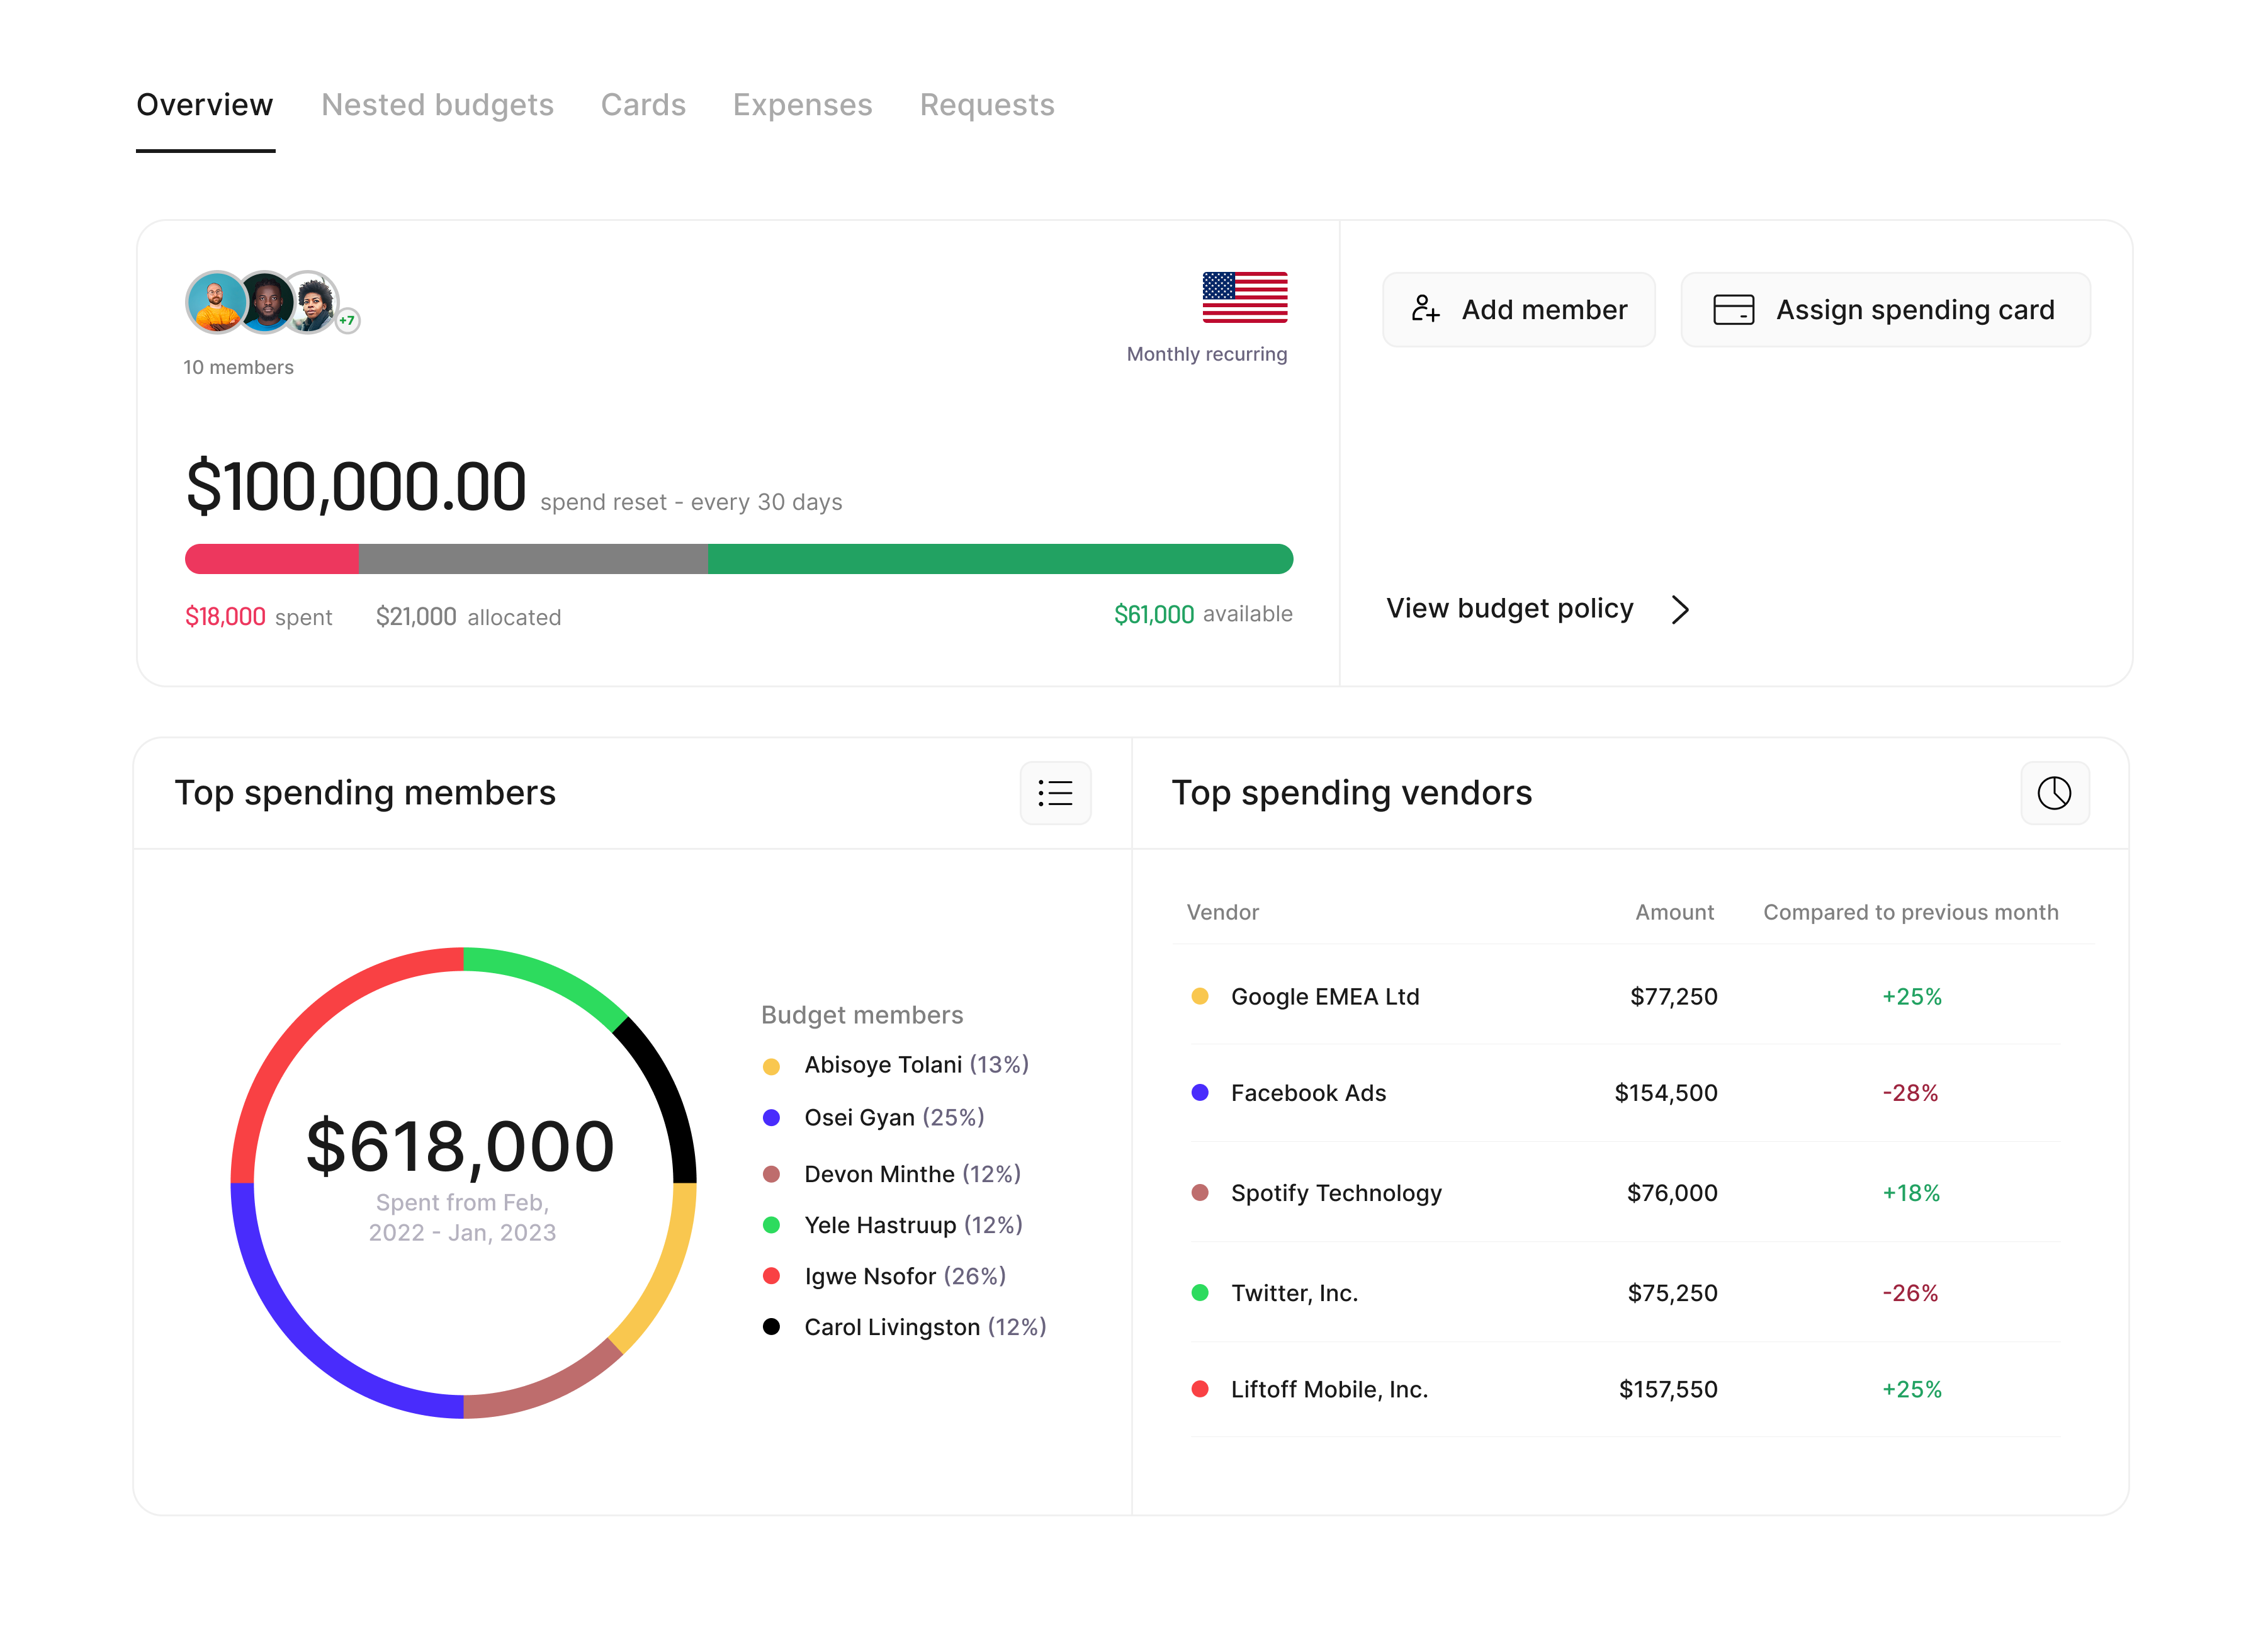 Overview Nested budgets Cards Expenses Requests
+7
10 members
Monthly recurring
Add member
Assign spending card
$100,000.00 spend reset - every 30 days
$18,000 spent $21,000 allocated $61,000 available
View budget policy
Top spending members
$618,000
Spent from Feb,
2022 - Jan, 2023
Budget members
Abisoye Tolani (13%)
Osei Gyan (25%)
Devon Minthe (12%)
Yele Hastruup (12%)
Igwe Nsofor (26%)
Carol Livingston (12%)
Top spending vendors
Vendor Amount Compared to previous month
Google EMEA Ltd $77,250 +25%
Facebook Ads $154,500 -28%
Spotify Technology $76,000 +18%
Twitter, Inc. $75,250 -26%
Liftoff Mobile, Inc. $157,550 +25%